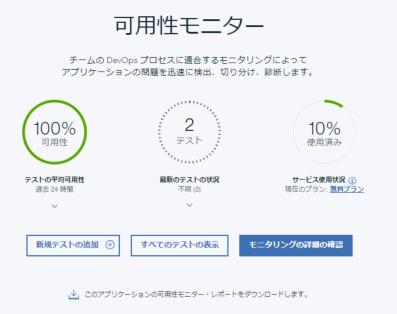 可用性モニター
チームの DevOps プロセスに適合するモニタリングによって
アプリケーションの問題を迅速に検出、切り分け、診断します。
100%
可用性
2
テスト
10%
使用済み
テストの平均可用性
過去 24 時間
最新のテストの状況
不明 (2)
サービス使用状況
現在のプラン: 無料プラン
新規テストの追加
すべてのテストの表示
モニタリングの詳細の確認
このアプリケーションの可用性モニター・レポートをダウンロードします。